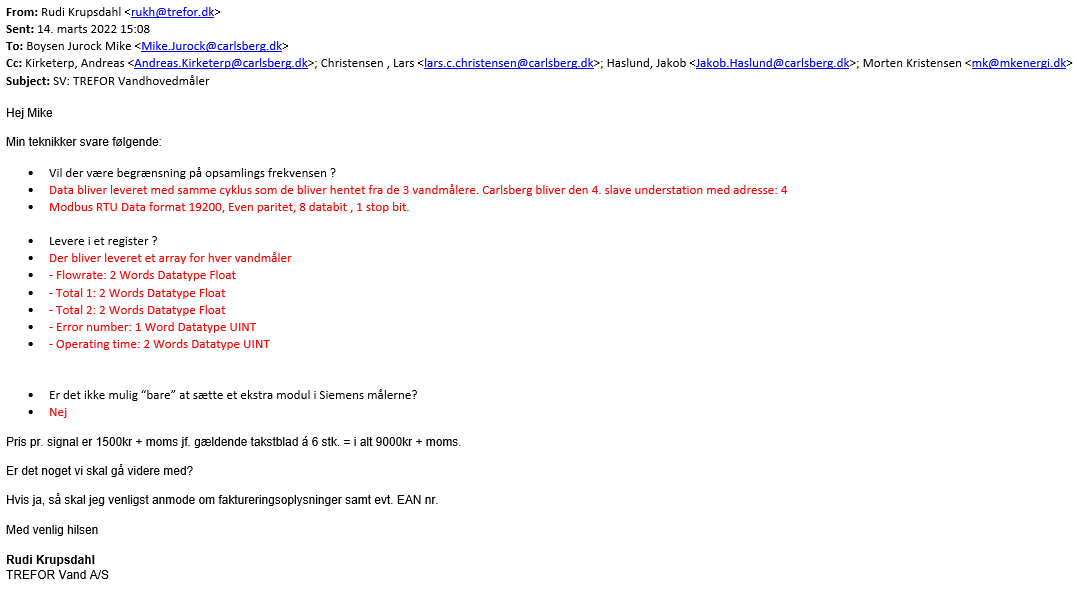 From: Rudi Krupsdahl <rukh@trefor.dk>
Sent: 14. marts 2022 15:08
To: Boysen Jurock Mike <Mike.Jurock@carlsberg.dk>
Cc: Kirketerp, Andreas <Andreas.Kirketerp@carlsberg.dk>; Christensen , Lars <lars.c.christensen@carlsberg.dk>; Haslund, Jakob <Jakob.Haslund@carlsberg.dk>; Morten Kristensen <mk@mkenergi.dk>
Subject: SV: TREFOR Vandhovedmåler
Hej Mike
Min teknikker svare følgende:
• Vil der være begrænsning på opsamlings frekvensen ?
• Data bliver leveret med samme cyklus som de bliver hentet fra de 3 vandmålere. Carlsberg bliver den 4. slave understation med adresse: 4
• Modbus RTU Data format 19200, Even paritet, 8 databit , 1 stop bit.
• Levere i et register ?
• Der bliver leveret et array for hver vandmåler
• - Flowrate: 2 Words Datatype Float
• - Total 1: 2 Words Datatype Float
• - Total 2: 2 Words Datatype Float
• - Error number: 1 Word Datatype UINT
• - Operating time: 2 Words Datatype UINT
• Er det ikke mulig “bare” at sætte et ekstra modul i Siemens målerne?
• Nej
Pris pr. signal er 1500kr + moms jf. gældende takstblad á 6 stk. = i alt 9000kr + moms.
Er det noget vi skal gå videre med?
Hvis ja, så skal jeg venligst anmode om faktureringsoplysninger samt evt. EAN nr.
Med venlig hilsen
Rudi Krupsdahl
TREFOR Vand A/S